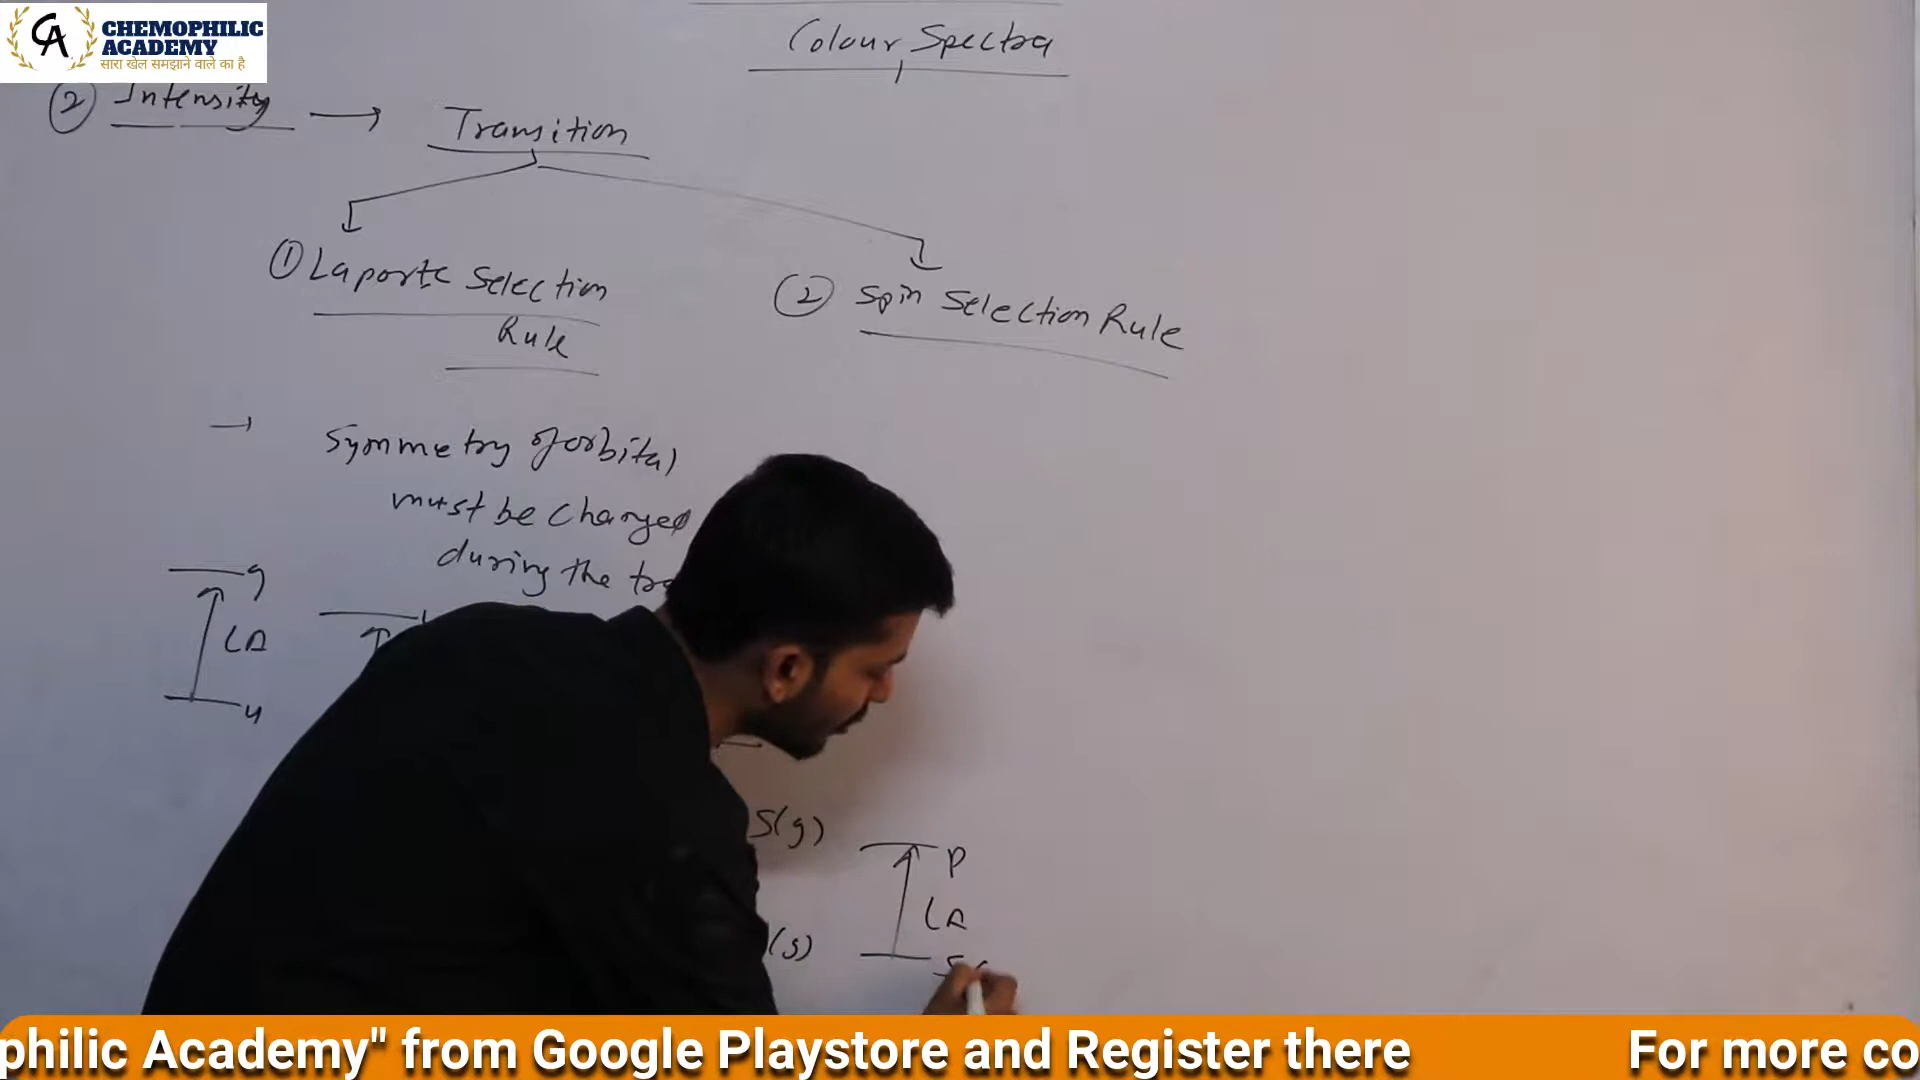 CHEMOPHILIC
ACADEMY
सारा खेल समझाने वाले का है
Colour Spectra
② Intensity → Transition
① Laporte Selection
Rule
② Spin Selection Rule
→ Symmetry of orbital
must be changed
during the
g
LA
u
S(g)
P
LA
S
philic Academy" from Google Playstore and Register there
For more co